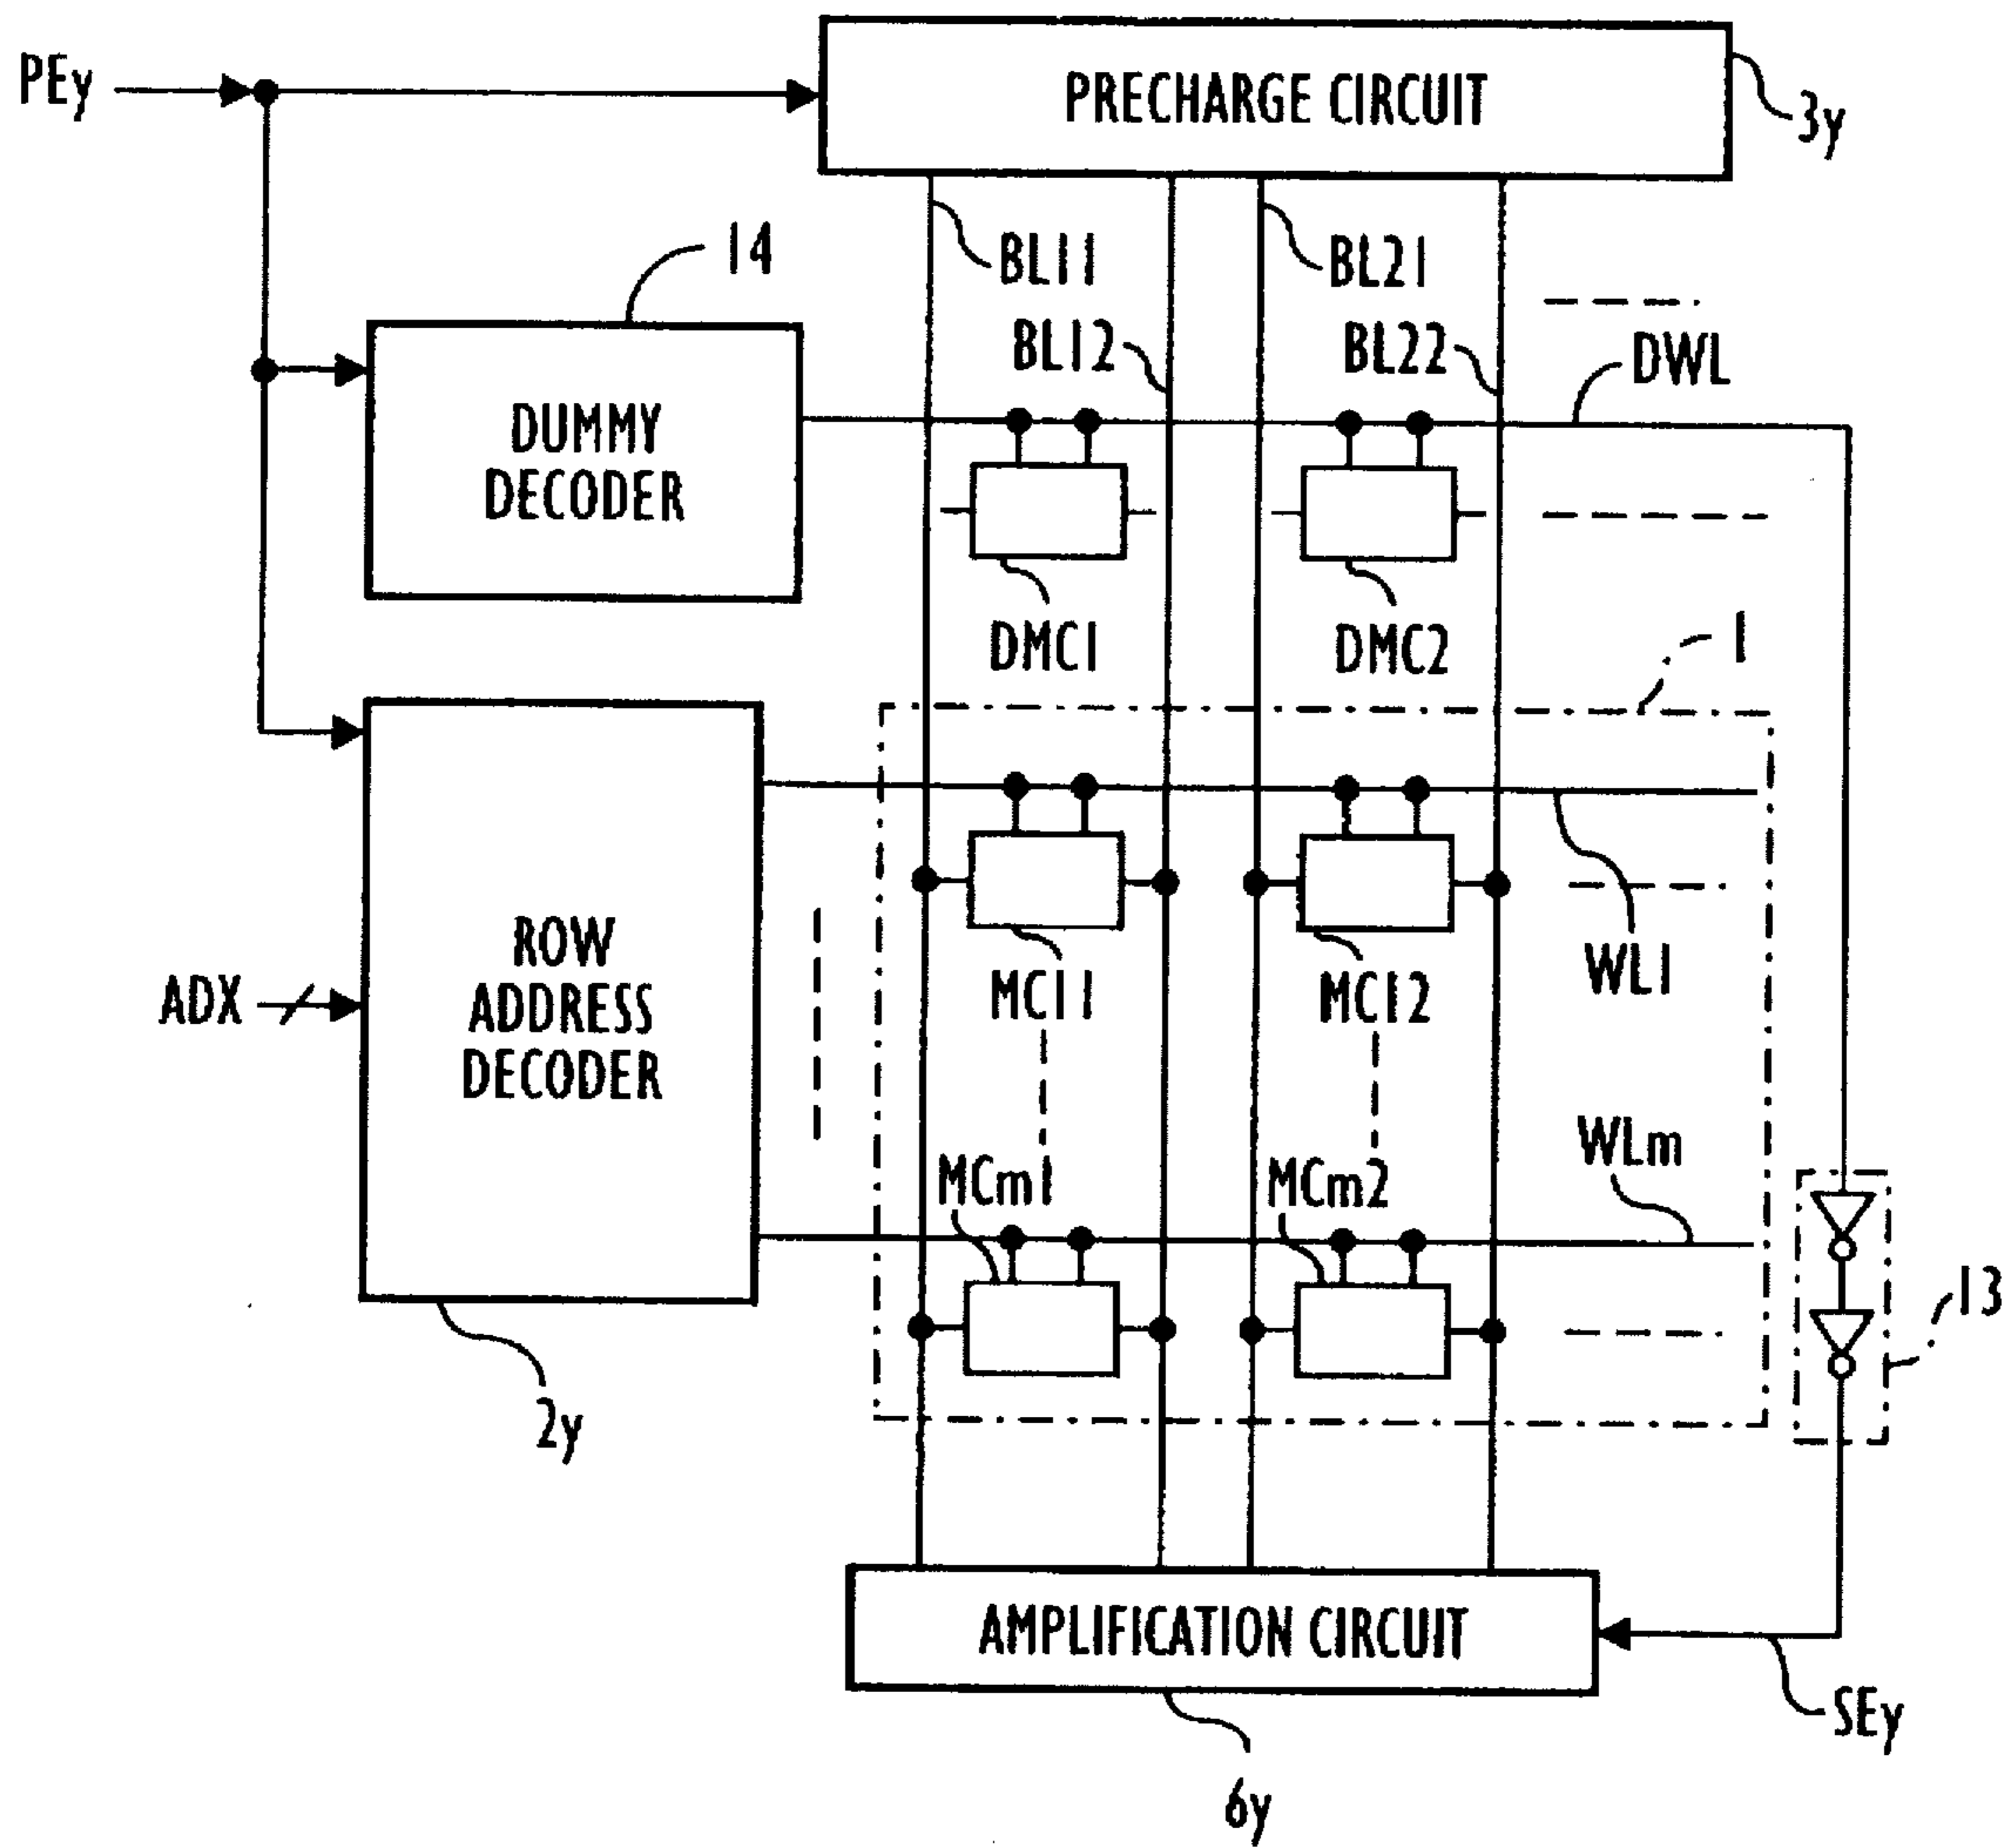 PEy
PRECHARGE CIRCUIT
3y
14
BL11
BL21
BL12
BL22
DWL
DUMMY
DECODER
DMC1
DMC2
1
ROW
ADDRESS
DECODER
ADX
MC11
MC12
WL1
MCm1
MCm2
WLm
13
2y
AMPLIFICATION CIRCUIT
SEy
6y